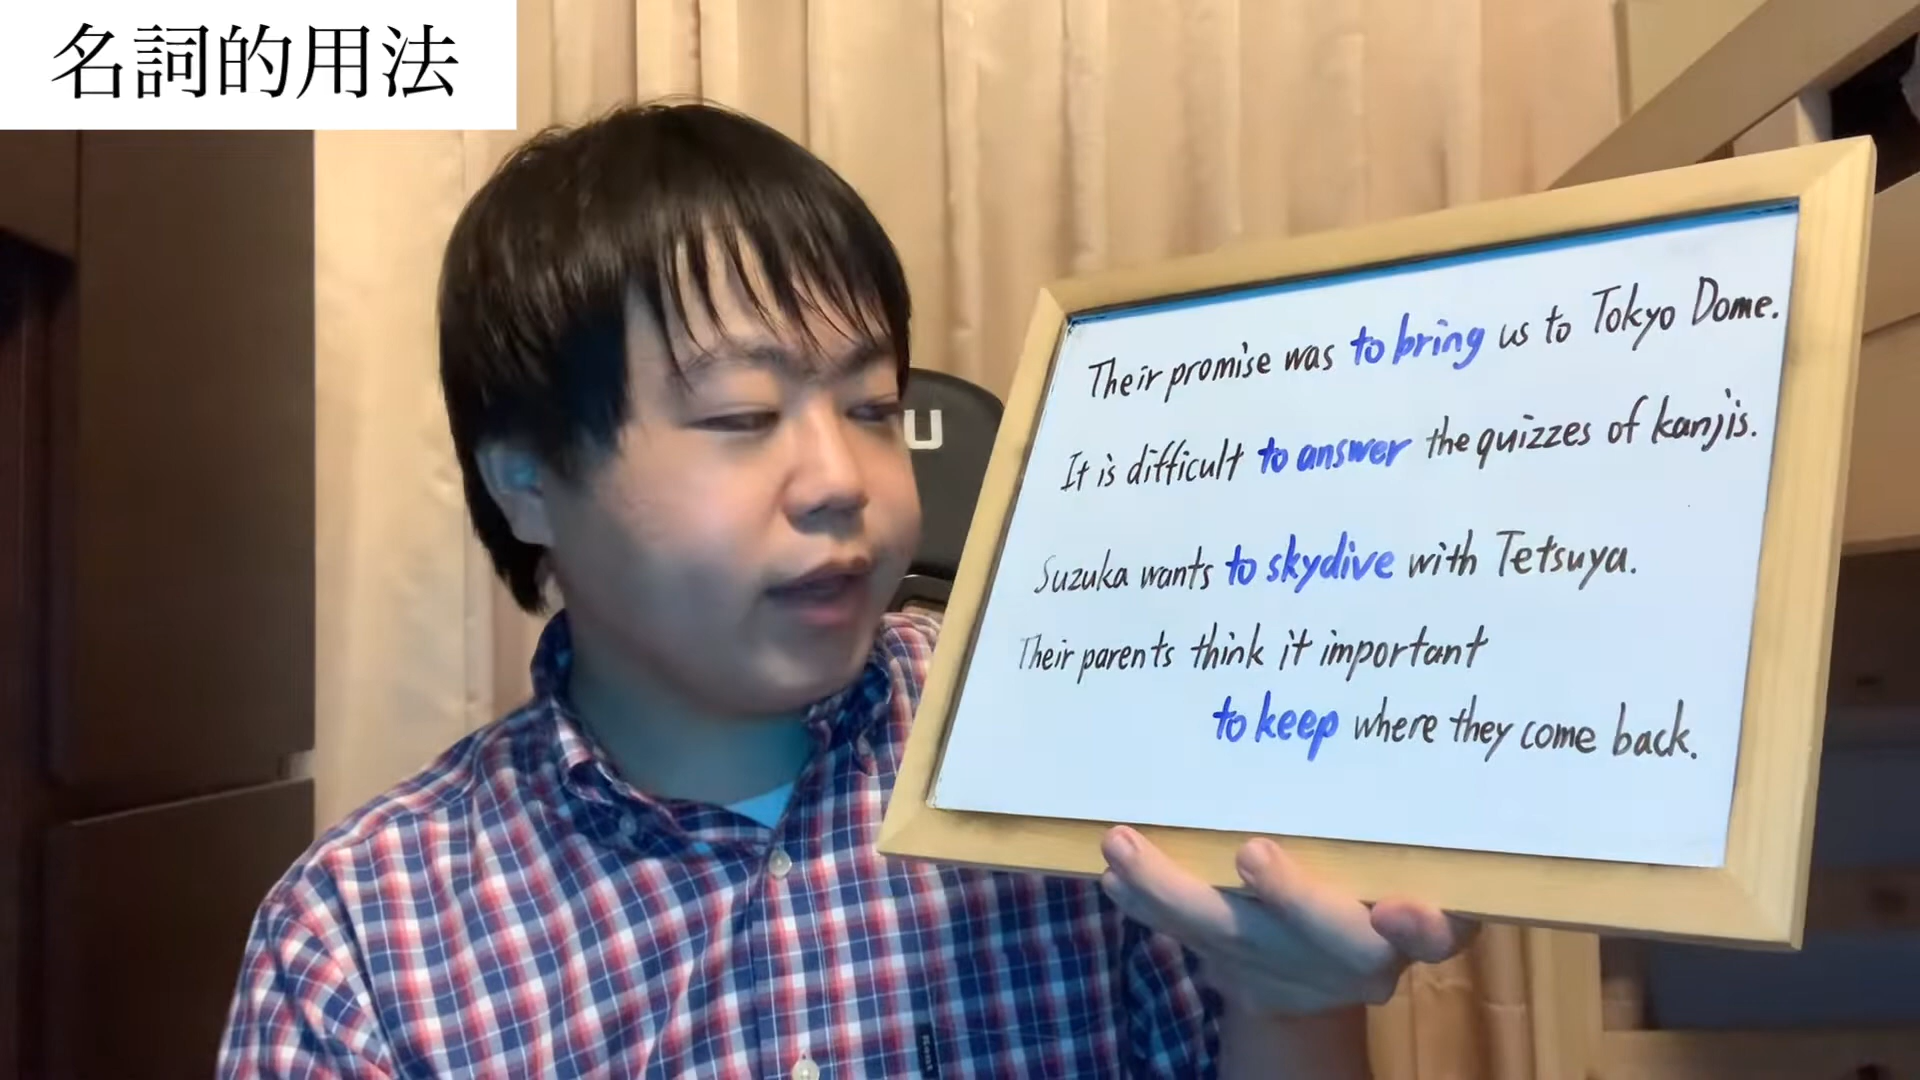 名詞的用法
U
Their promise was to bring us to Tokyo Dome.
It is difficult to answer the quizzes of kanjis.
Suzuka wants to skydive with Tetsuya.
Their parents think it important
to keep where they come back.